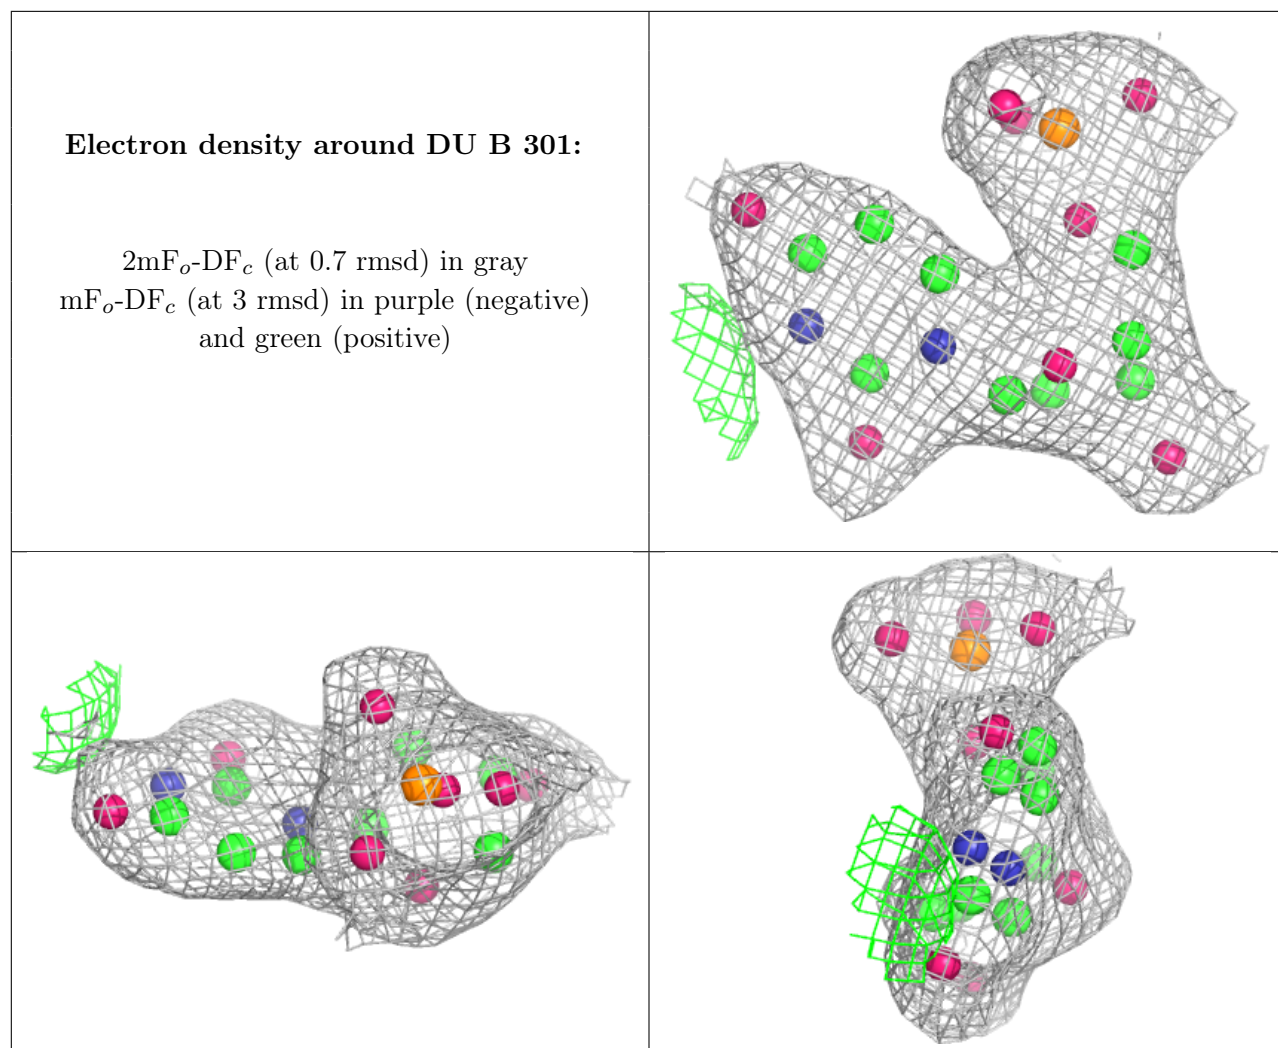 Electron density around DU B 301:
2mFo-DFc (at 0.7 rmsd) in gray
mFo-DFc (at 3 rmsd) in purple (negative)
and green (positive)